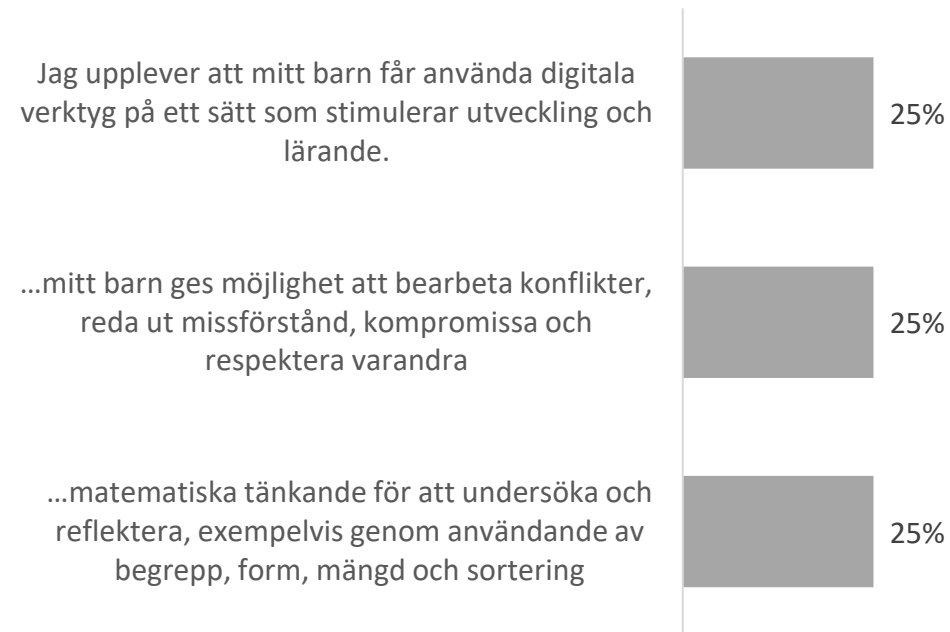 Jag upplever att mitt barn får använda digitala
verktyg på ett sätt som stimulerar utveckling och
lärande.
25%
…mitt barn ges möjlighet att bearbeta konflikter,
reda ut missförstånd, kompromissa och
respektera varandra
25%
…matematiska tänkande för att undersöka och
reflektera, exempelvis genom användande av
begrepp, form, mängd och sortering
25%